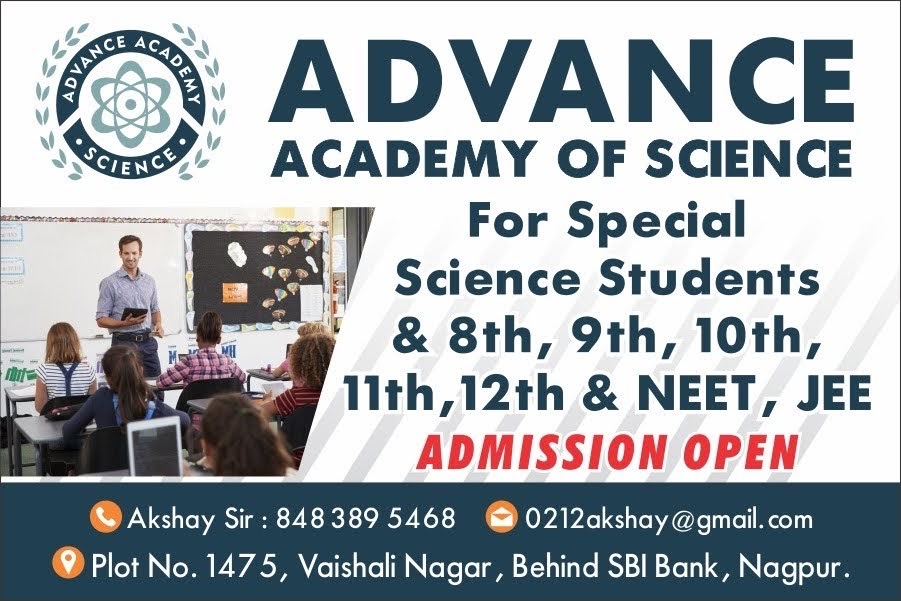 ADVANCE ACADEMY
• SCIENCE •
ADVANCE
ACADEMY OF SCIENCE
For Special
Science Students
& 8th, 9th, 10th,
11th,12th & NEET, JEE
ADMISSION OPEN
Akshay Sir : 848 389 5468
0212akshay@gmail.com
Plot No. 1475, Vaishali Nagar, Behind SBI Bank, Nagpur.